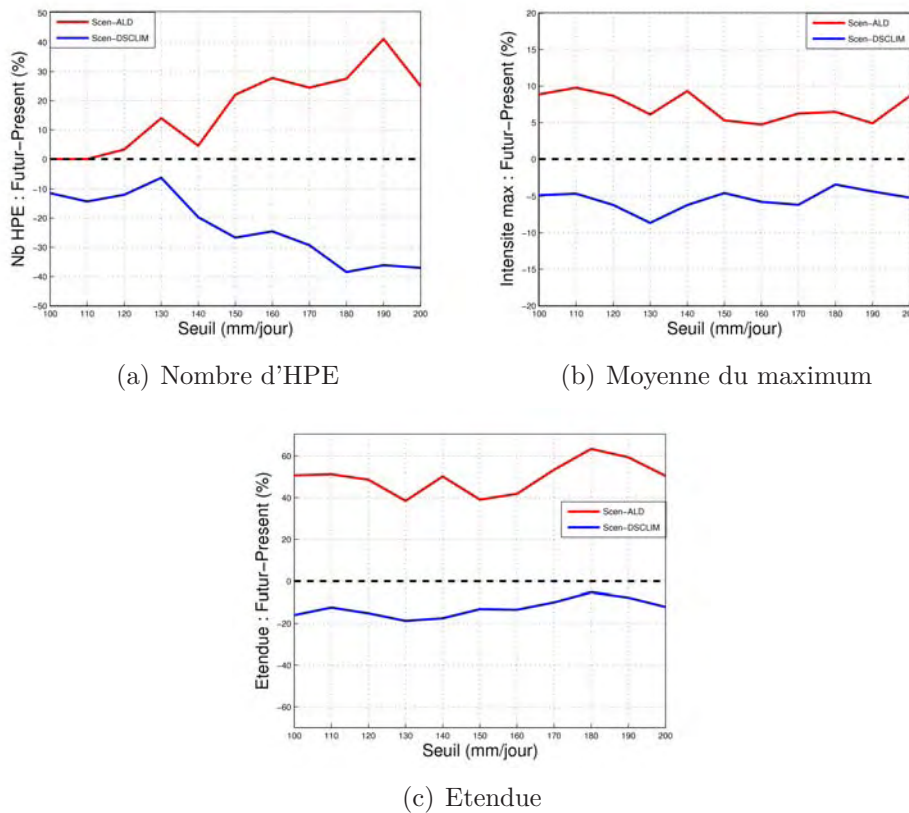 Nb HPE : Futur-Present (%)
50
40
30
20
10
0
-10
-20
-30
-40
-50
Scen-ALD
Scen-DSCLIM
100 110 120 130 140 150 160 170 180 190 200
Seuil (mm/jour)
(a) Nombre d'HPE
Intensite max : Futur-Present (%)
20
15
10
5
0
-5
-10
-15
-20
Scen-ALD
Scen-DSCLIM
100 110 120 130 140 150 160 170 180 190 200
Seuil (mm/jour)
(b) Moyenne du maximum
Etendue : Futur-Present (%)
60
40
20
0
-20
-40
-60
Scen-ALD
Scen-DSCLIM
100 110 120 130 140 150 160 170 180 190 200
Seuil (mm/jour)
(c) Etendue